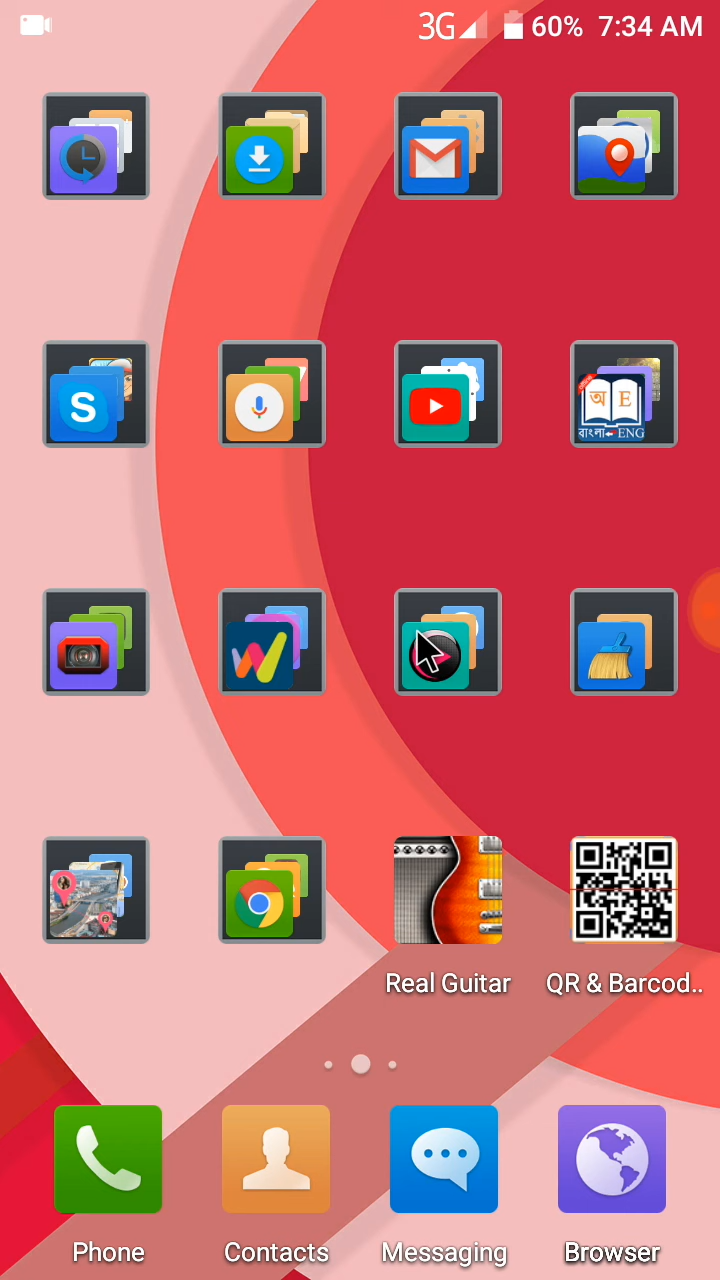 3G 60% 7:34 AM
S
অ E
বাংলা ENG
Real Guitar
QR & Barcod..
Phone
Contacts
Messaging
Browser